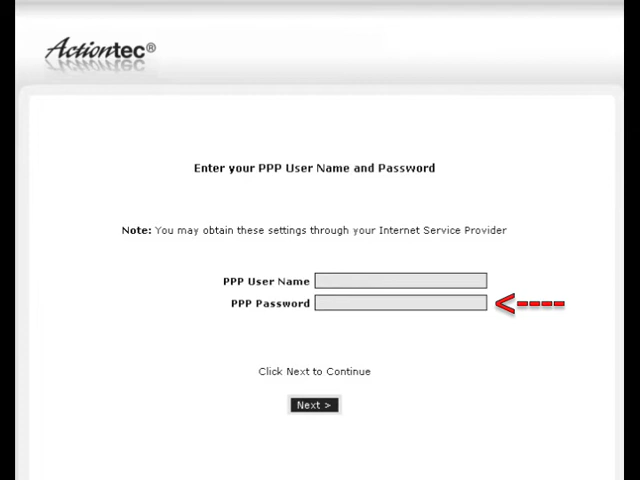 Actiontec®
Enter your PPP User Name and Password
Note: You may obtain these settings through your Internet Service Provider
PPP User Name
PPP Password
Click Next to Continue
Next >